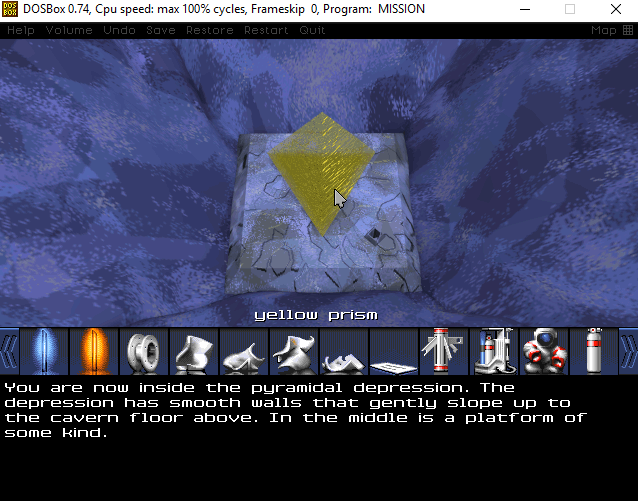 DOSBox 0.74, Cpu speed: max 100% cycles, Frameskip 0, Program: MISSION
Help Volume Undo Save Restore Restart Quit Map
yellow prism
You are now inside the pyramidal depression. The
depression has smooth walls that gently slope up to
the cavern floor above. In the middle is a platform of
some kind.